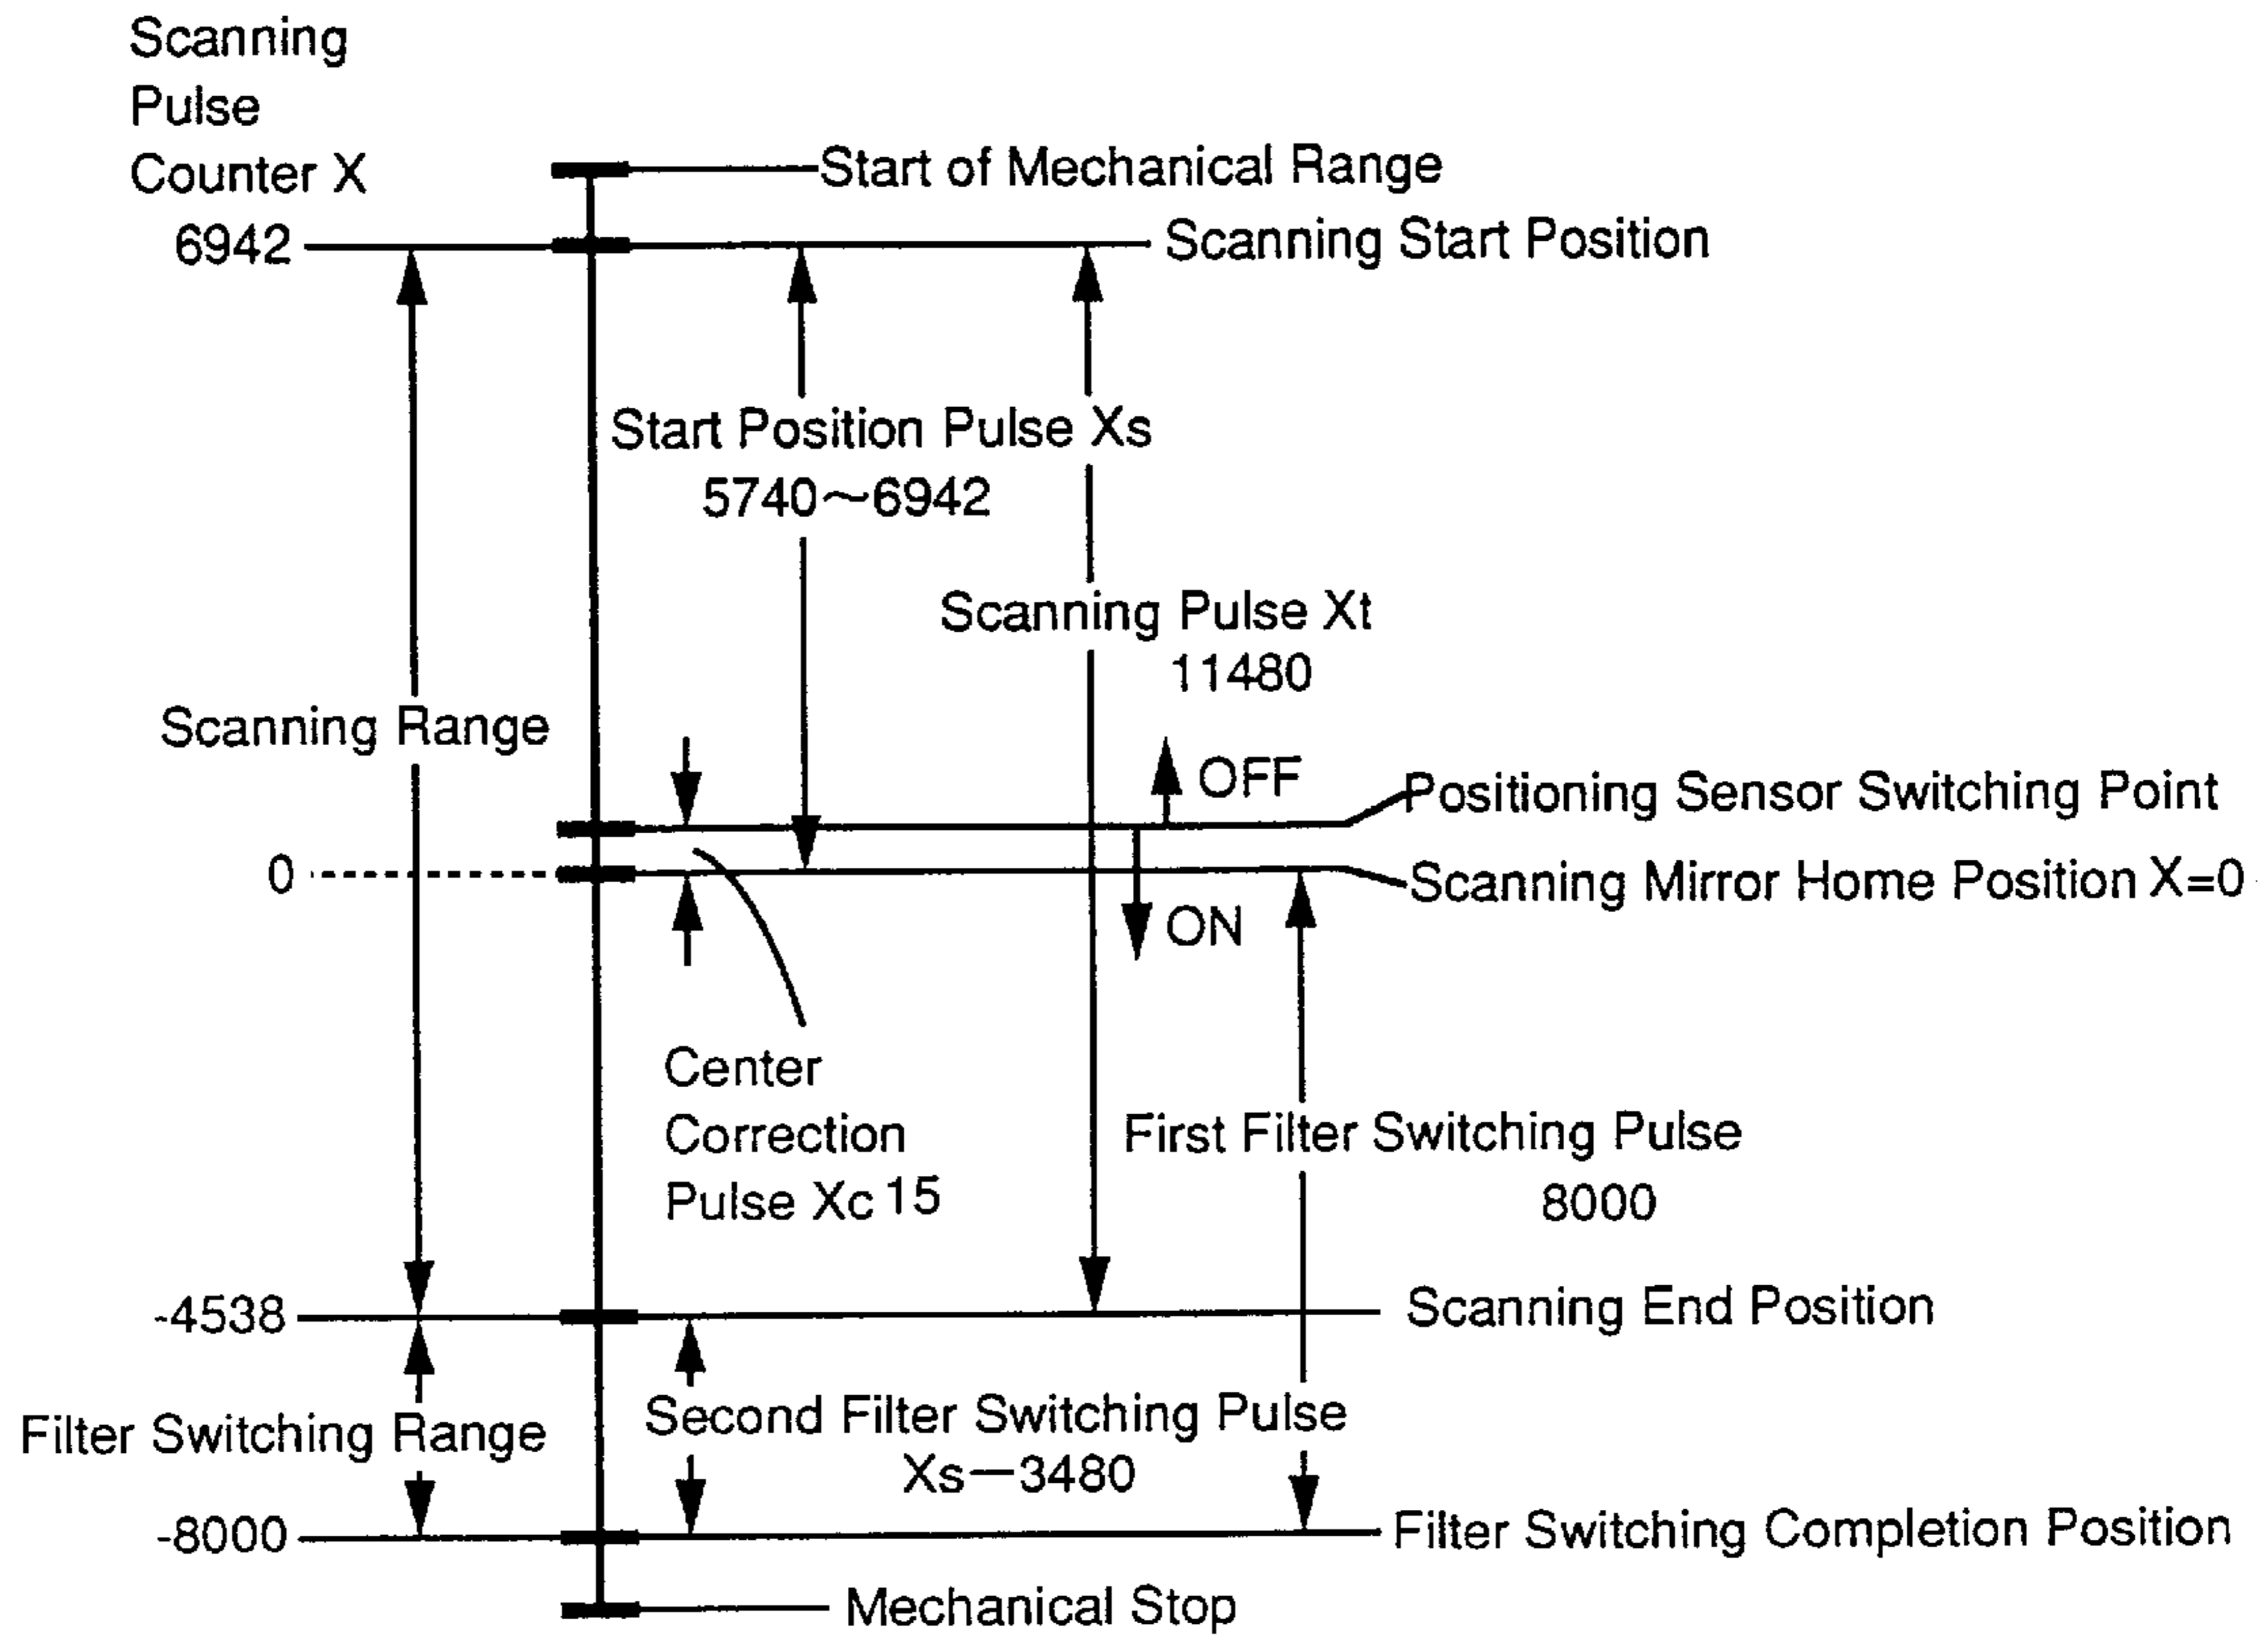 Scanning
Pulse
Counter X
Start of Mechanical Range
6942
Scanning Start Position
Start Position Pulse Xs
5740～6942
Scanning Pulse Xt
11480
Scanning Range
OFF
Positioning Sensor Switching Point
0
Scanning Mirror Home Position X=0
ON
Center
Correction
Pulse Xc 15
First Filter Switching Pulse
8000
-4538
Scanning End Position
Filter Switching Range
Second Filter Switching Pulse
Xs—3480
-8000
Filter Switching Completion Position
Mechanical Stop